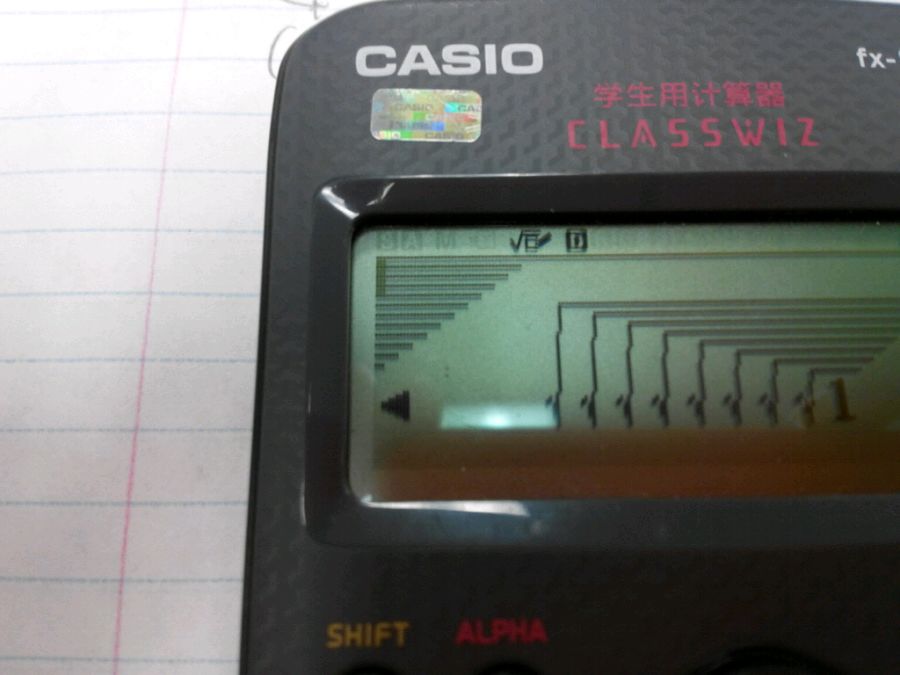 CASIO
fx-
学生用计算器
CLASSWIZ
S A M √ D
1
SHIFT ALPHA